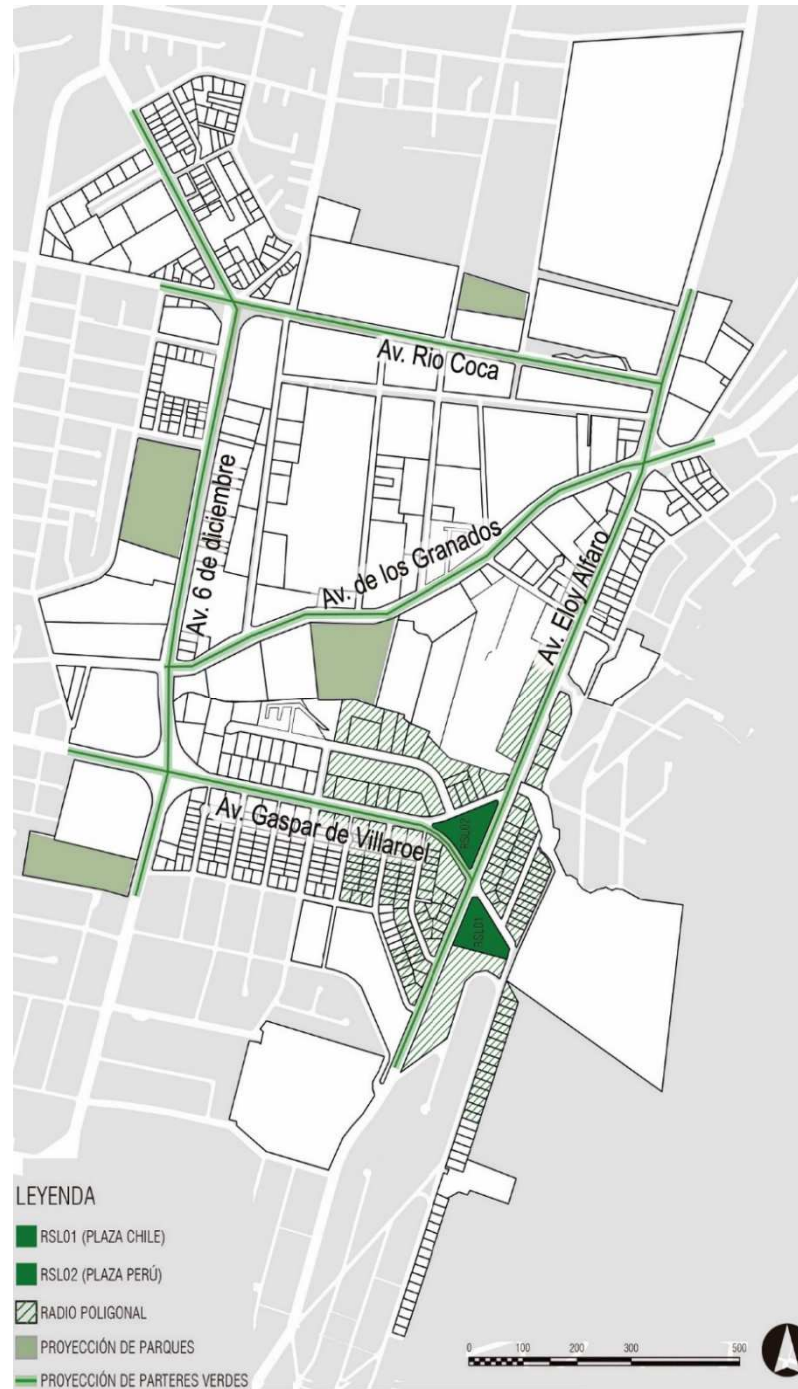 Av. Rio Coca
Av. 6 de diciembre
Av. de los Granados
Av. Eloy Alfaro
Av. Gaspar de Villaroel
RSL02
RSL01
LEYENDA
RSL01 (PLAZA CHILE)
RSL02 (PLAZA PERÚ)
RADIO POLIGONAL
PROYECCIÓN DE PARQUES
PROYECCIÓN DE PARTERES VERDES
0 100 200 300 500